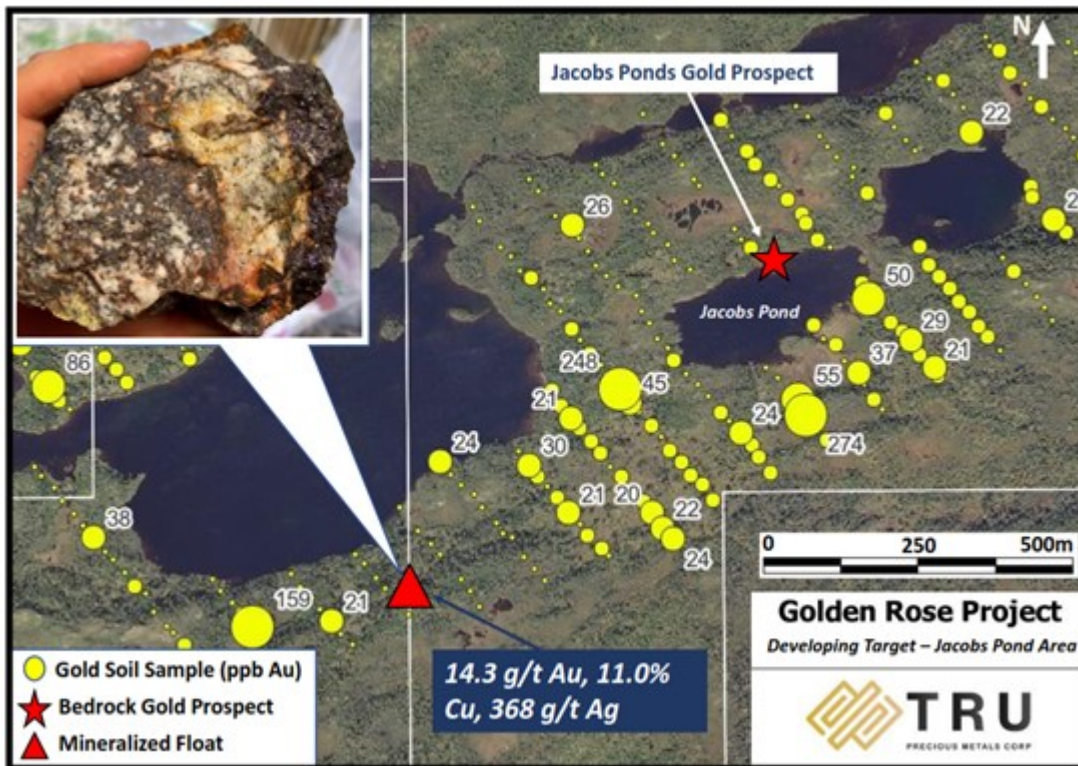 N
Jacobs Ponds Gold Prospect
22
26
50
Jacobs Pond
29
86
248
45
37
21
55
21
24
24
30
274
21
20
22
38
24
0
250
500m
159
21
Golden Rose Project
Developing Target – Jacobs Pond Area
Gold Soil Sample (ppb Au)
Bedrock Gold Prospect
Mineralized Float
14.3 g/t Au, 11.0%
Cu, 368 g/t Ag
TRU
PRECIOUS METALS CORP